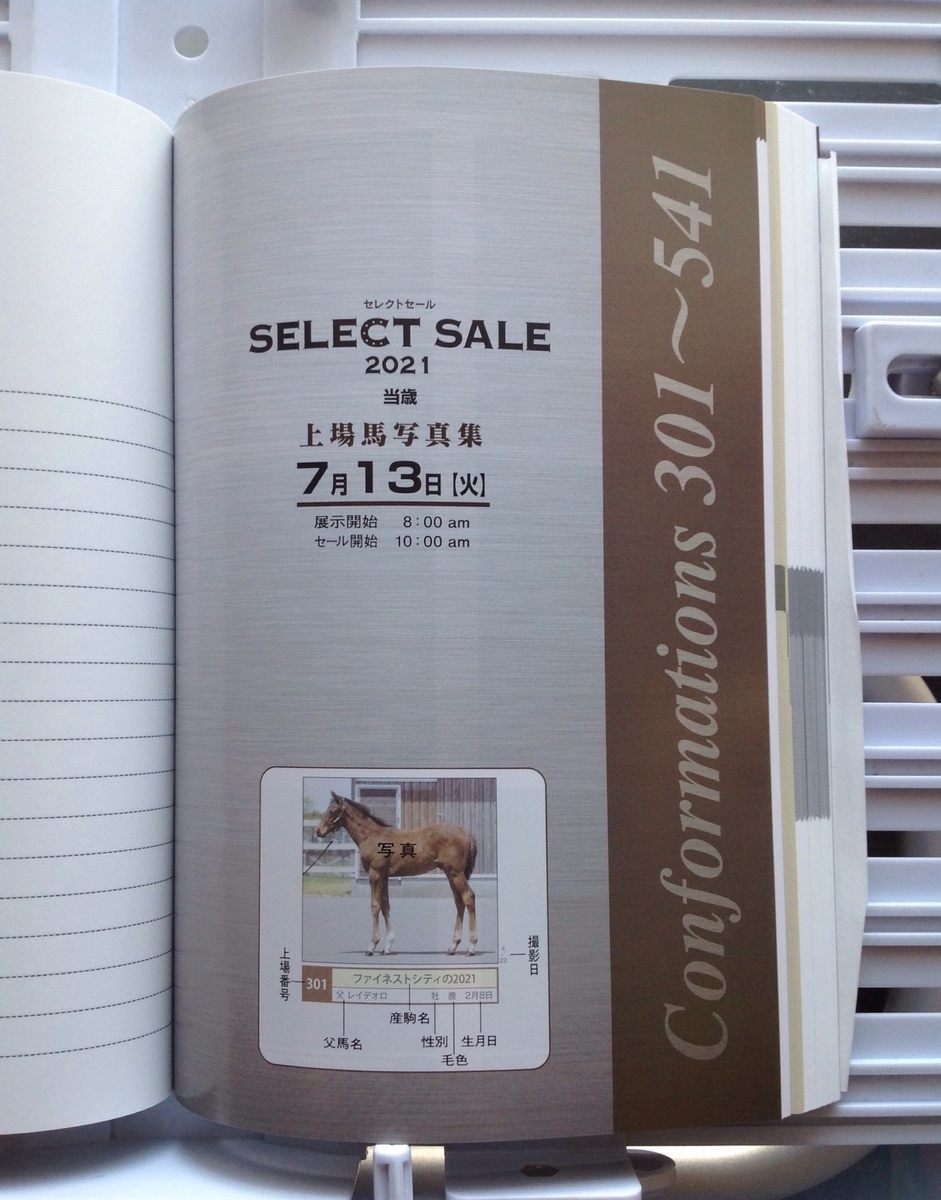 セレクトセール
SELECT SALE
2021
当歳
上場馬写真集
7月13日【火】
展示開始 8:00 am
セール開始 10:00 am
写真
撮影日
上場番号
301 ファイネストシティの2021
父 レイデオロ 牡 鹿 2月8日
産駒名
父馬名 性別 生月日
毛色
Conformations 301〜541